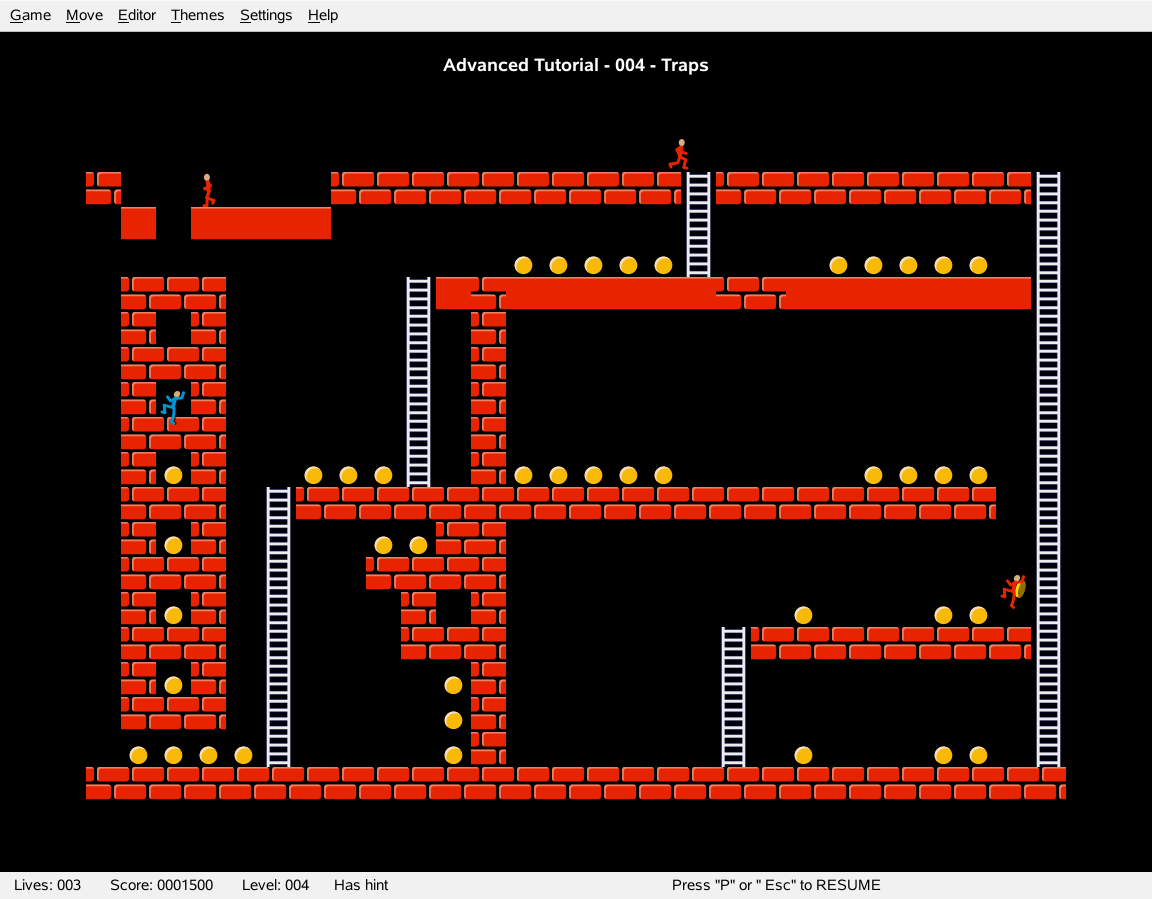 Game Move Editor Themes Settings Help
Advanced Tutorial - 004 - Traps
Lives: 003 Score: 0001500 Level: 004 Has hint Press "P" or " Esc" to RESUME